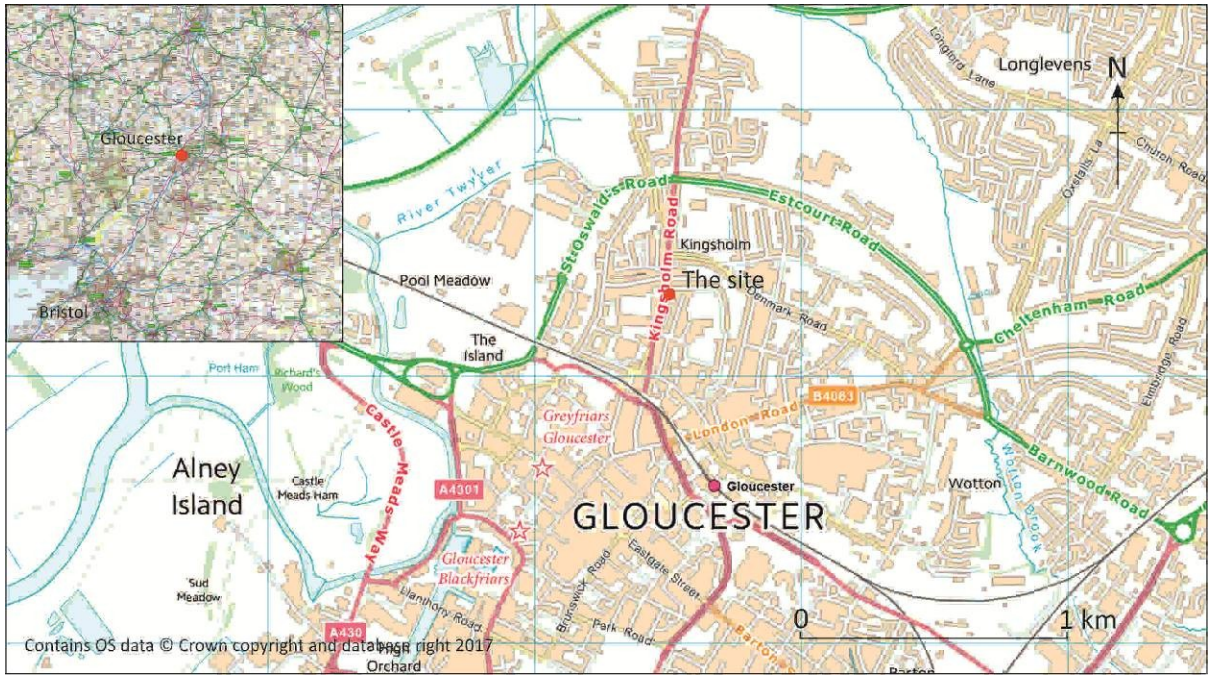 Gloucester
Bristol
Longford Lane
Longlevens
N
Church Road
Oxstalls La
River Twyver
St Oswald's Road
Estcourt Road
Kingsholm
Kingsholm Road
The site
Pool Meadow
Denmark Road
Cheltenham Road
The
Island
Elmbridge Road
Port Ham
Richard's
Wood
Castle Meads Way
B4063
London Road
Greyfriars
Gloucester
Barnwood Road
Alney
Island
Castle
Meads Ham
A4301
Gloucester
Wotton
Wotton Brook
GLOUCESTER
Gloucester
Blackfriars
Eastgate Street
Brunswick Road
Sud
Meadow
Llanthony Road
Park Road
Barton
0
1 km
A430
Contains OS data © Crown copyright and database right 2017
High
Orchard
Barton